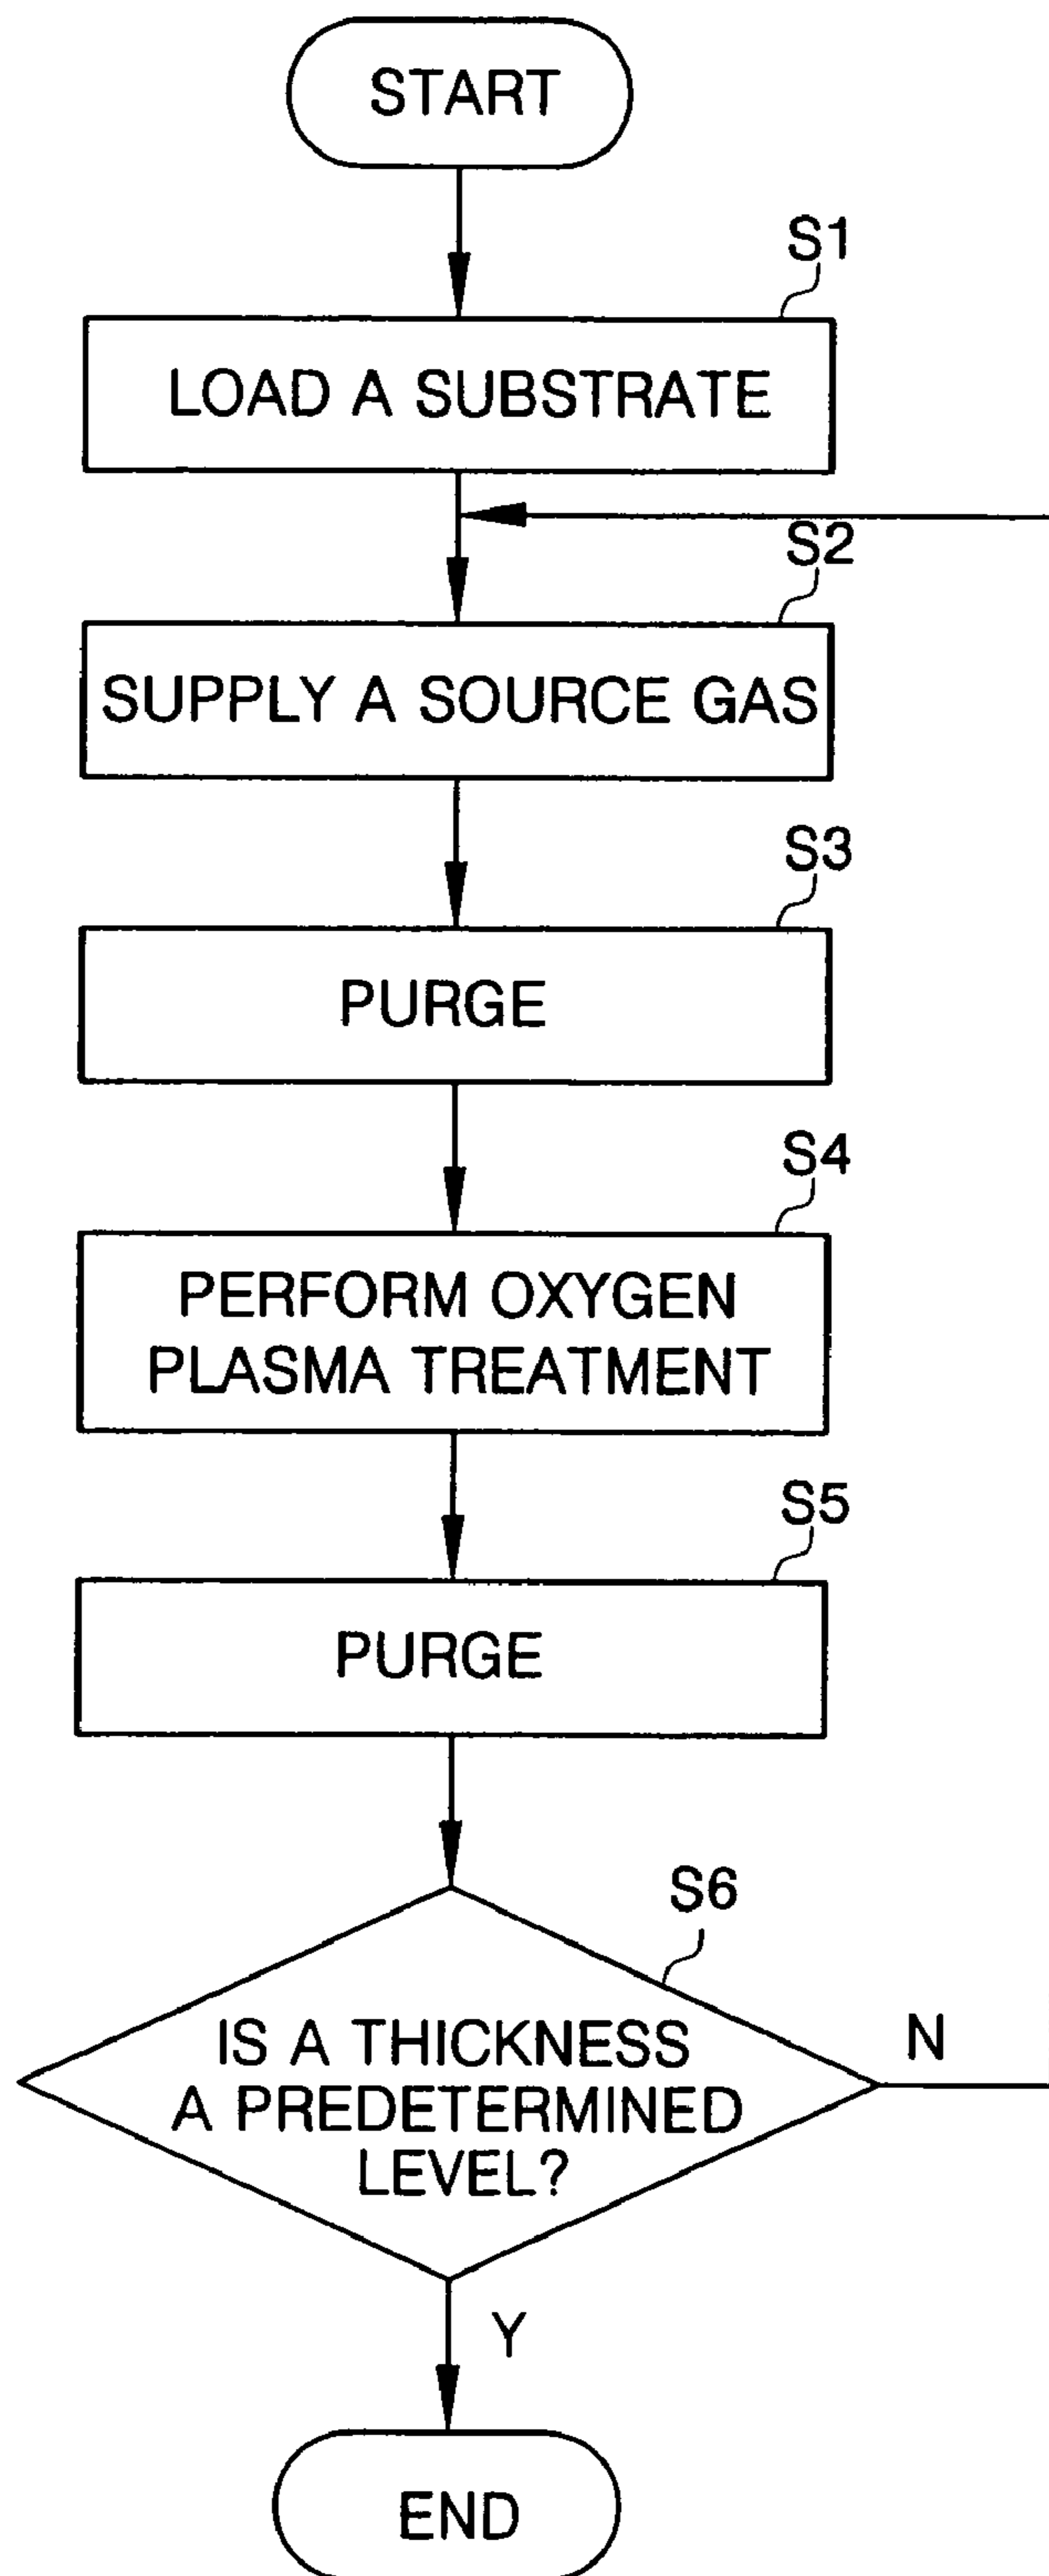 START
S1
LOAD A SUBSTRATE
S2
SUPPLY A SOURCE GAS
S3
PURGE
S4
PERFORM OXYGEN
PLASMA TREATMENT
S5
PURGE
S6
IS A THICKNESS
A PREDETERMINED
LEVEL?
N
Y
END